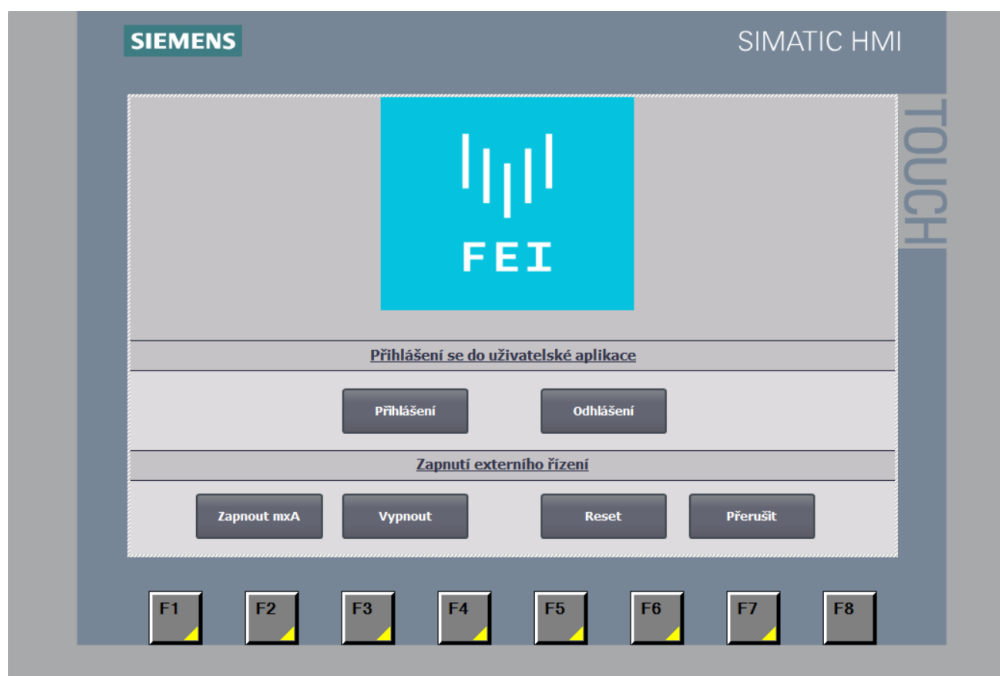 SIEMENS
SIMATIC HMI
TOUCH
FEI
Přihlášení se do uživatelské aplikace
Přihlášení
Odhlášení
Zapnutí externího řízení
Zapnout mxA
Vypnout
Reset
Přerušit
F1
F2
F3
F4
F5
F6
F7
F8